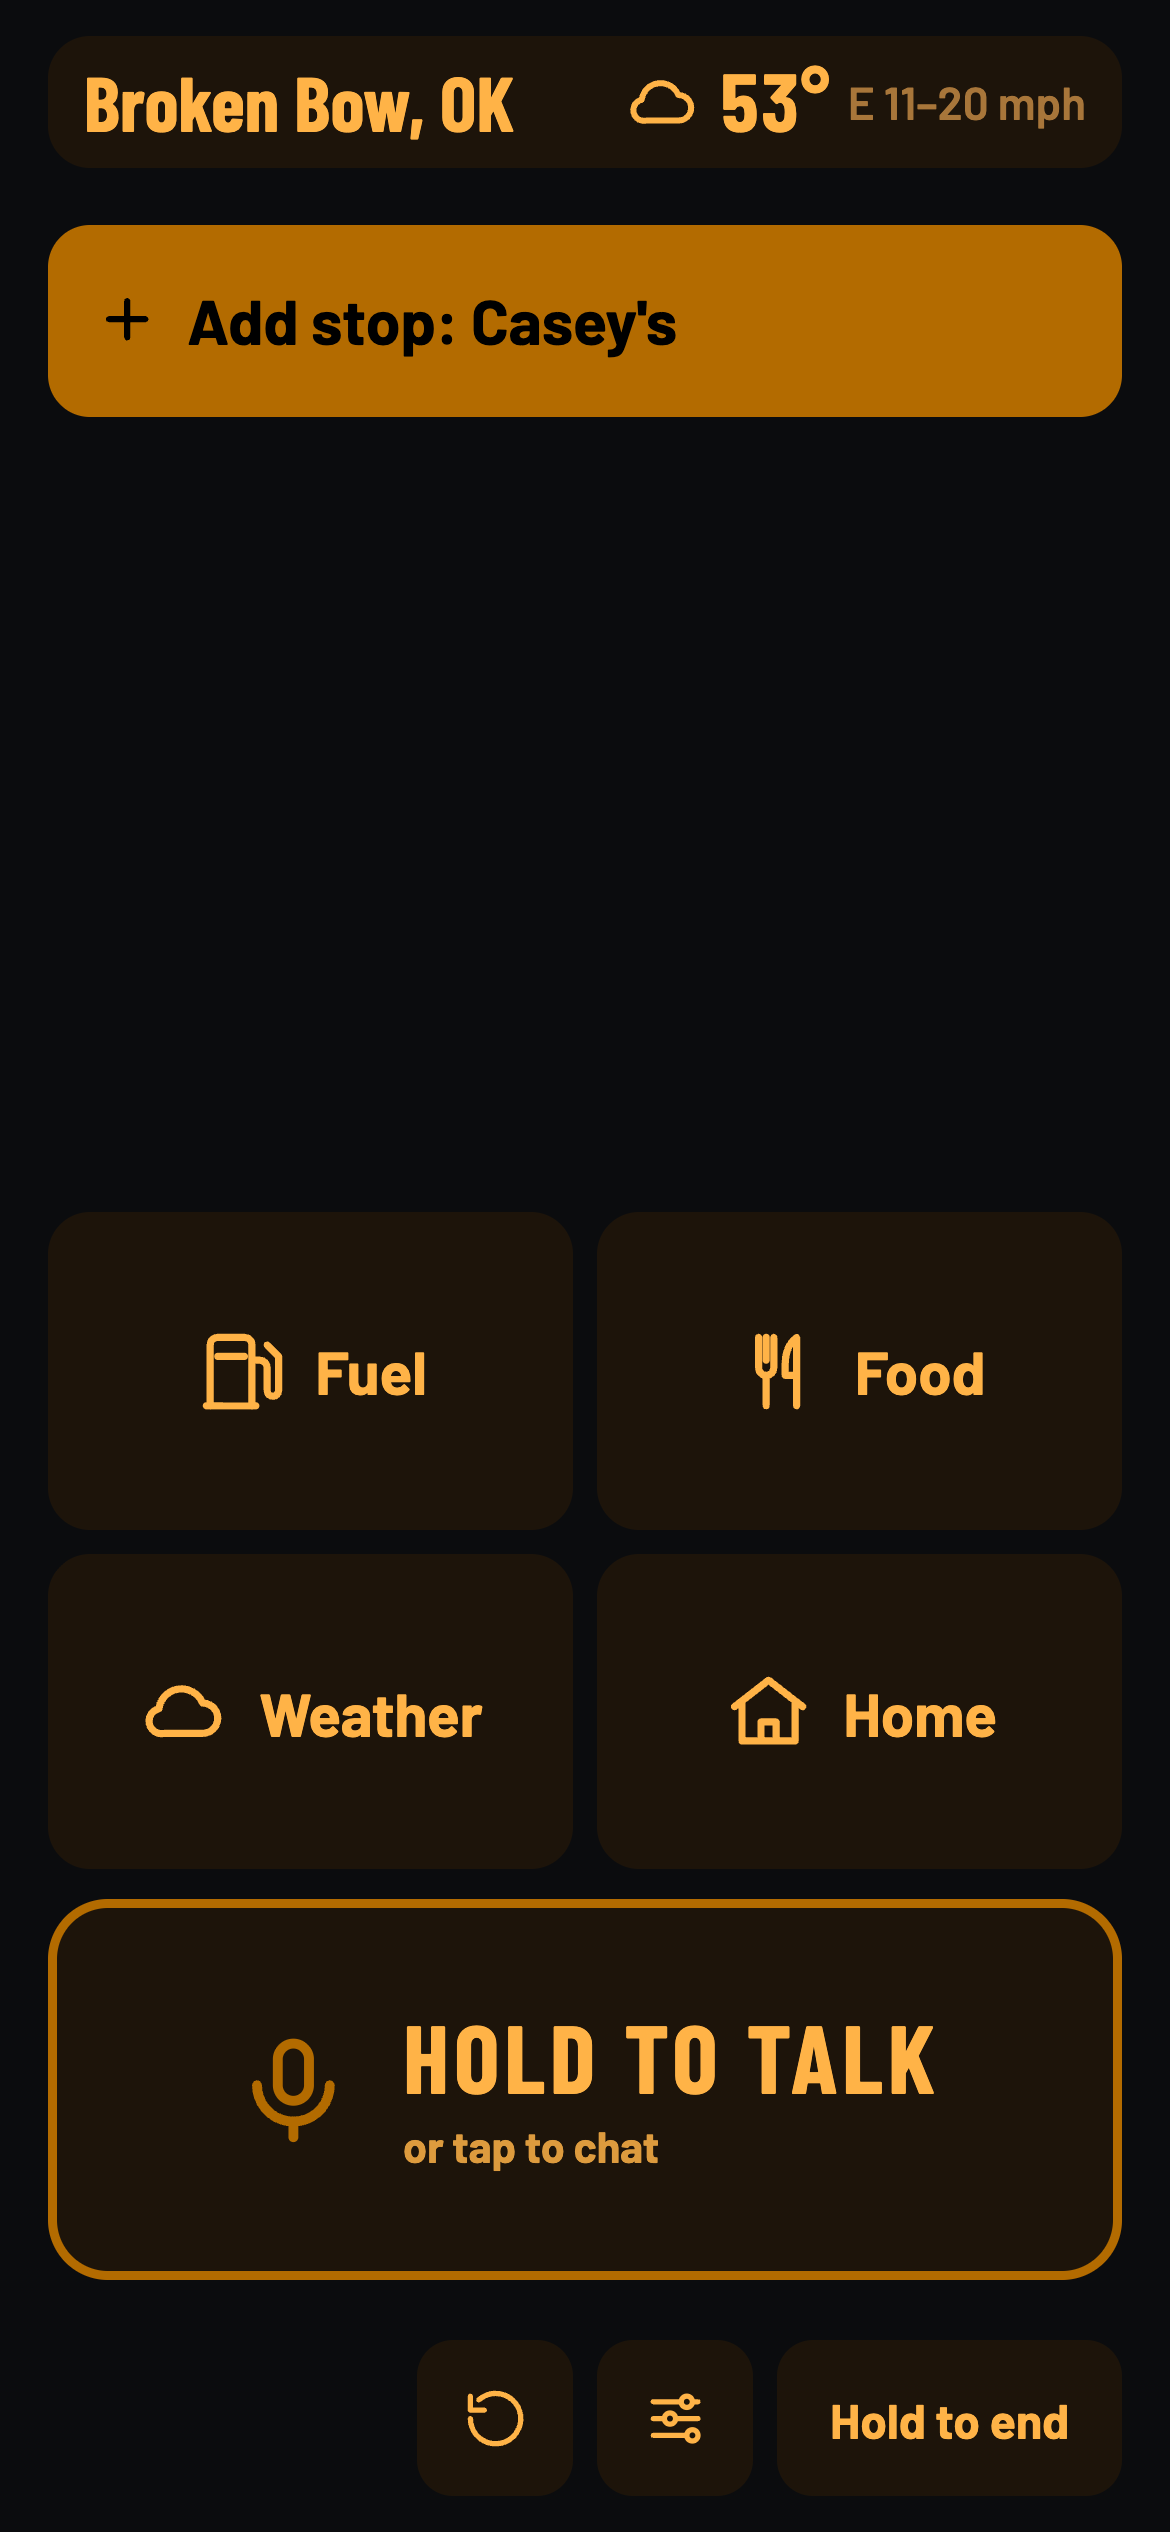 Broken Bow, OK
53° E 11–20 mph
Add stop: Casey's
Fuel
Food
Weather
Home
HOLD TO TALK
or tap to chat
Hold to end